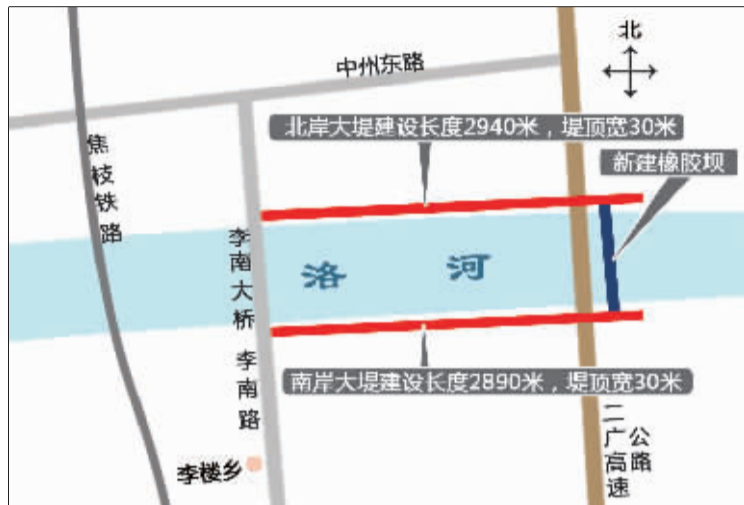 北
中州东路
北岸大堤建设长度2940米，堤顶宽30米
新建橡胶坝
焦枝铁路
李南大桥
洛河
李南路
南岸大堤建设长度2890米，堤顶宽30米
二广高速
公路
李楼乡